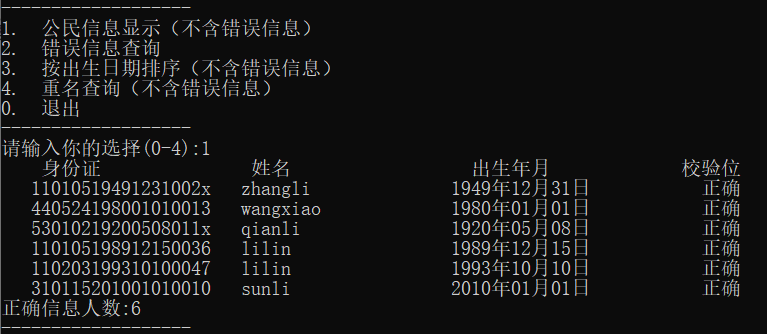 -------------------
1. 公民信息显示（不含错误信息）
2. 错误信息查询
3. 按出生日期排序（不含错误信息）
4. 重名查询（不含错误信息）
0. 退出
-------------------
请输入你的选择(0-4):1
身份证 姓名 出生年月 校验位
11010519491231002x zhangli 1949年12月31日 正确
440524198001010013 wangxiao 1980年01月01日 正确
53010219200508011x qianli 1920年05月08日 正确
110105198912150036 lilin 1989年12月15日 正确
110203199310100047 lilin 1993年10月10日 正确
310115201001010010 sunli 2010年01月01日 正确
正确信息人数:6
-------------------